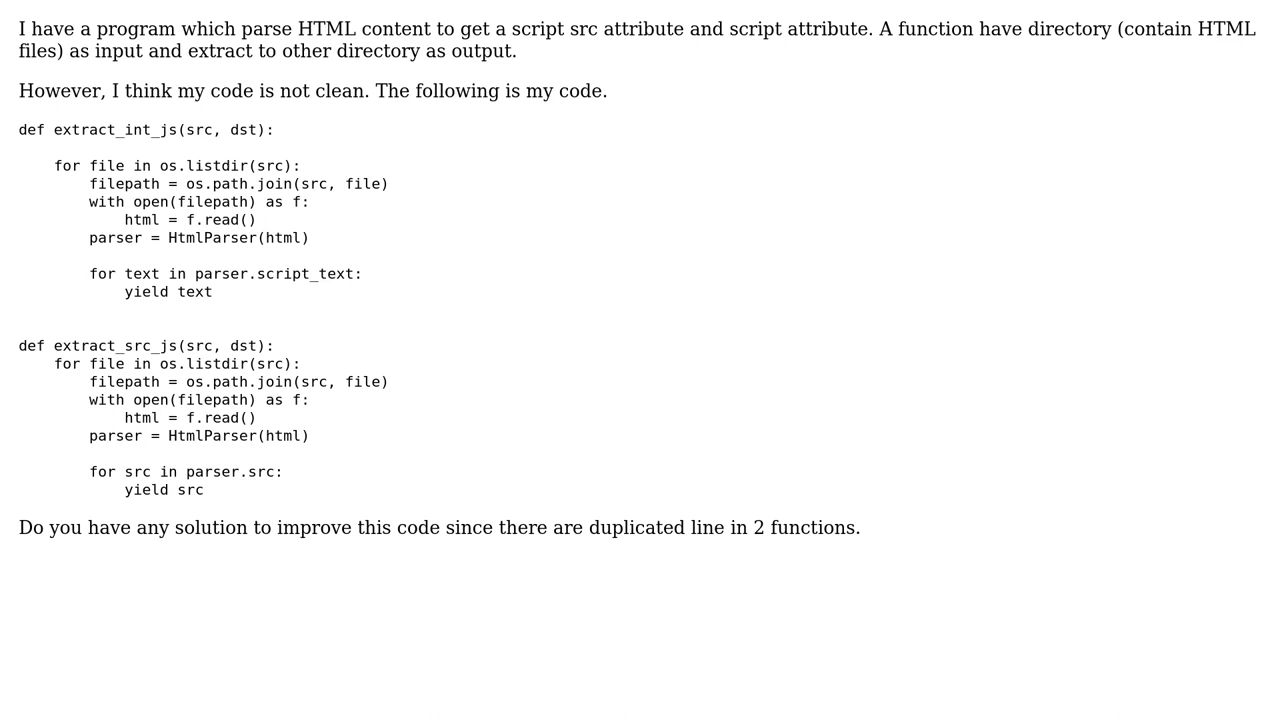 I have a program which parse HTML content to get a script src attribute and script attribute. A function have directory (contain HTML
files) as input and extract to other directory as output.
However, I think my code is not clean. The following is my code.
def extract_int_js(src, dst):
    for file in os.listdir(src):
        filepath = os.path.join(src, file)
        with open(filepath) as f:
            html = f.read()
        parser = HtmlParser(html)
        for text in parser.script_text:
            yield text
def extract_src_js(src, dst):
    for file in os.listdir(src):
        filepath = os.path.join(src, file)
        with open(filepath) as f:
            html = f.read()
        parser = HtmlParser(html)
        for src in parser.src:
            yield src
Do you have any solution to improve this code since there are duplicated line in 2 functions.